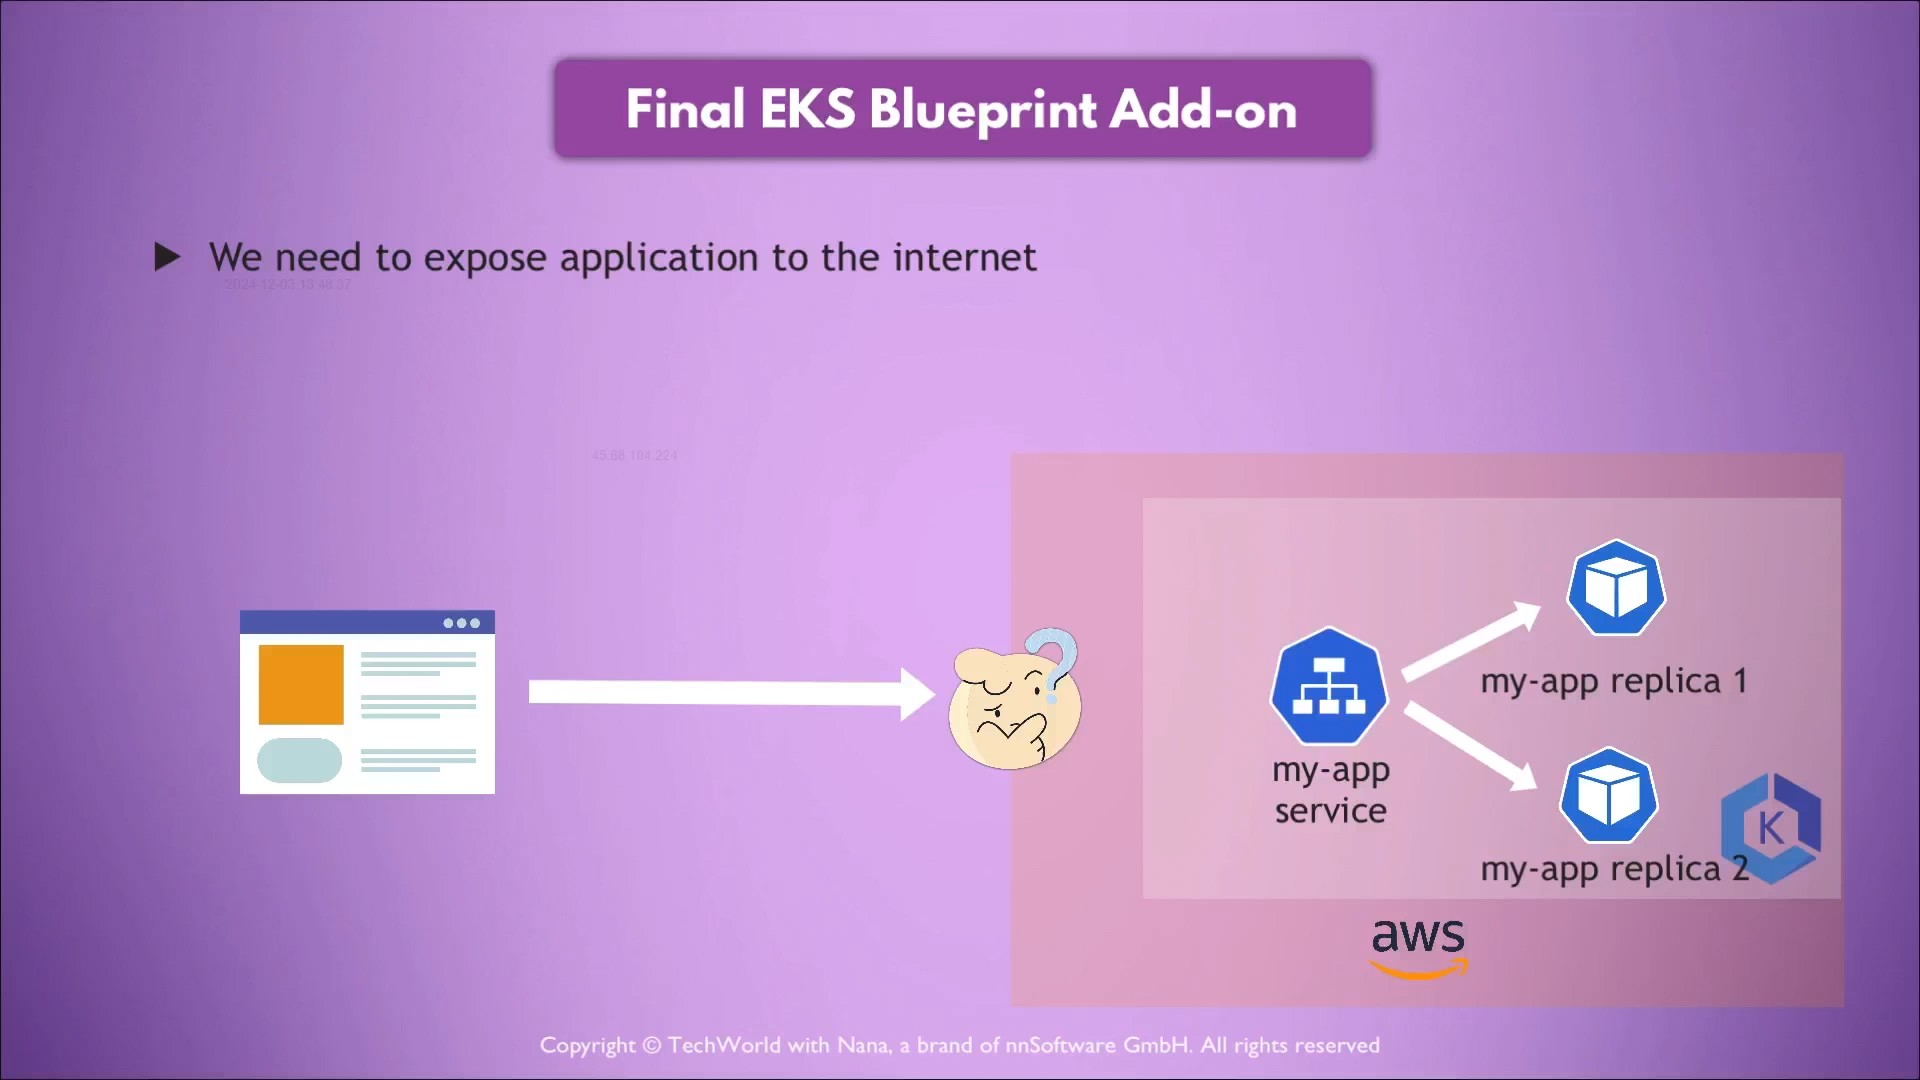 Final EKS Blueprint Add-on
▶ We need to expose application to the internet
2024-12-03 13:48:37
45.88.104.224
my-app replica 1
my-app
service
K
my-app replica 2
aws
Copyright © TechWorld with Nana, a brand of nnSoftware GmbH. All rights reserved